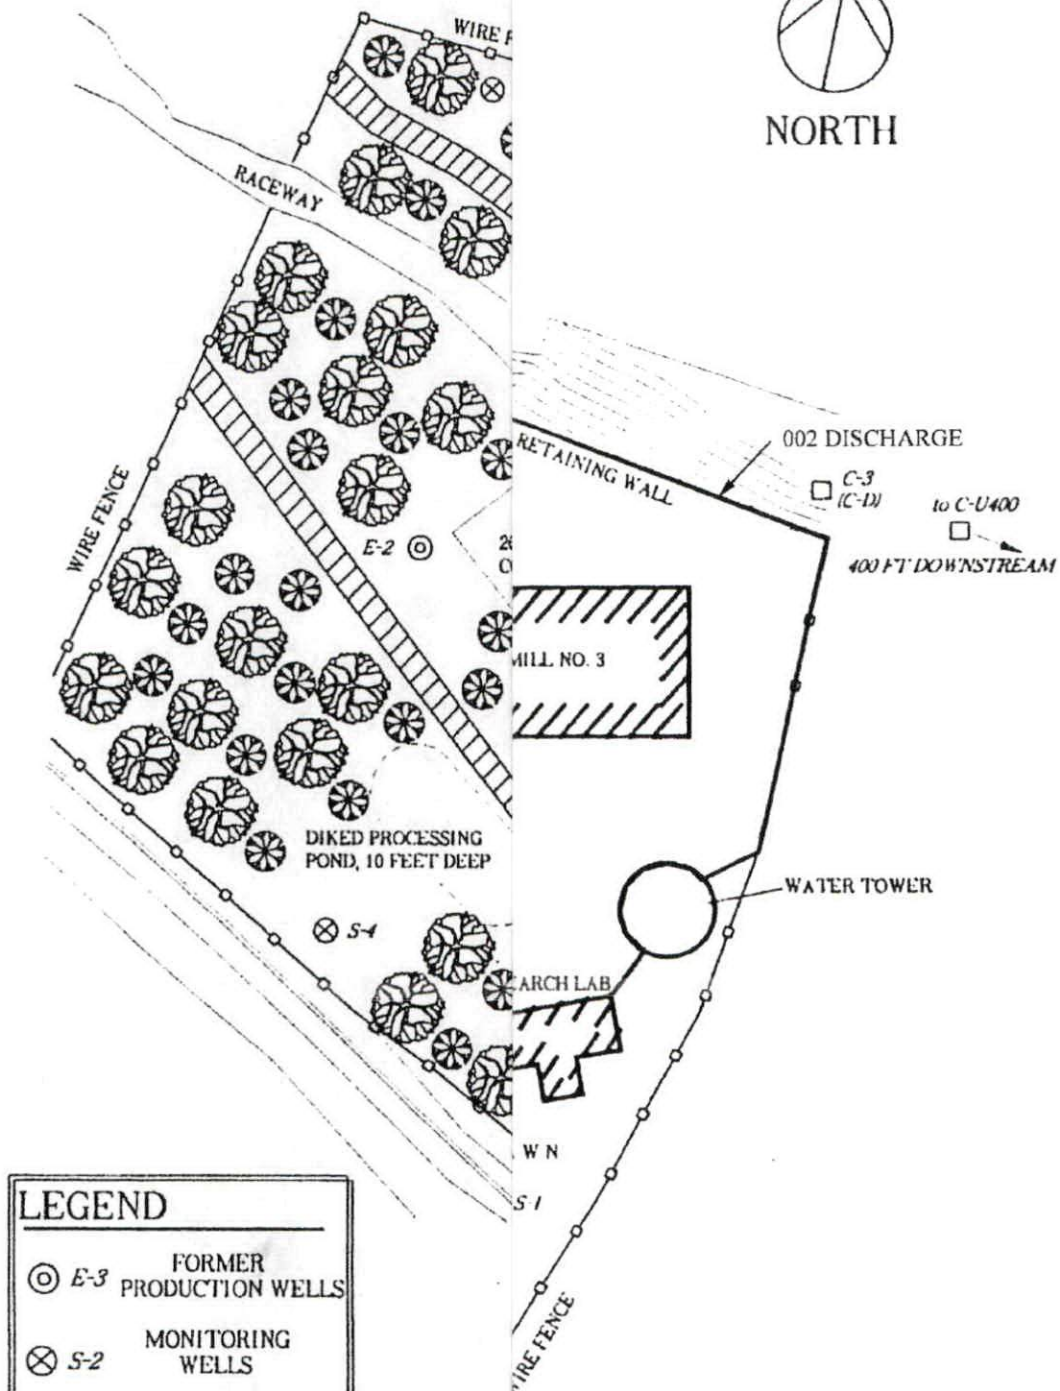 WIRE F
NORTH
RACEWAY
RETAINING WALL
002 DISCHARGE
C-3
(C-D)
to C-U400
400 FT DOWNSTREAM
WIRE FENCE
E-2
MILL NO. 3
DIKED PROCESSING
POND, 10 FEET DEEP
WATER TOWER
S-4
ARCH LAB
W N
S-1
WIRE FENCE
LEGEND
E-3 FORMER
PRODUCTION WELLS
S-2 MONITORING
WELLS